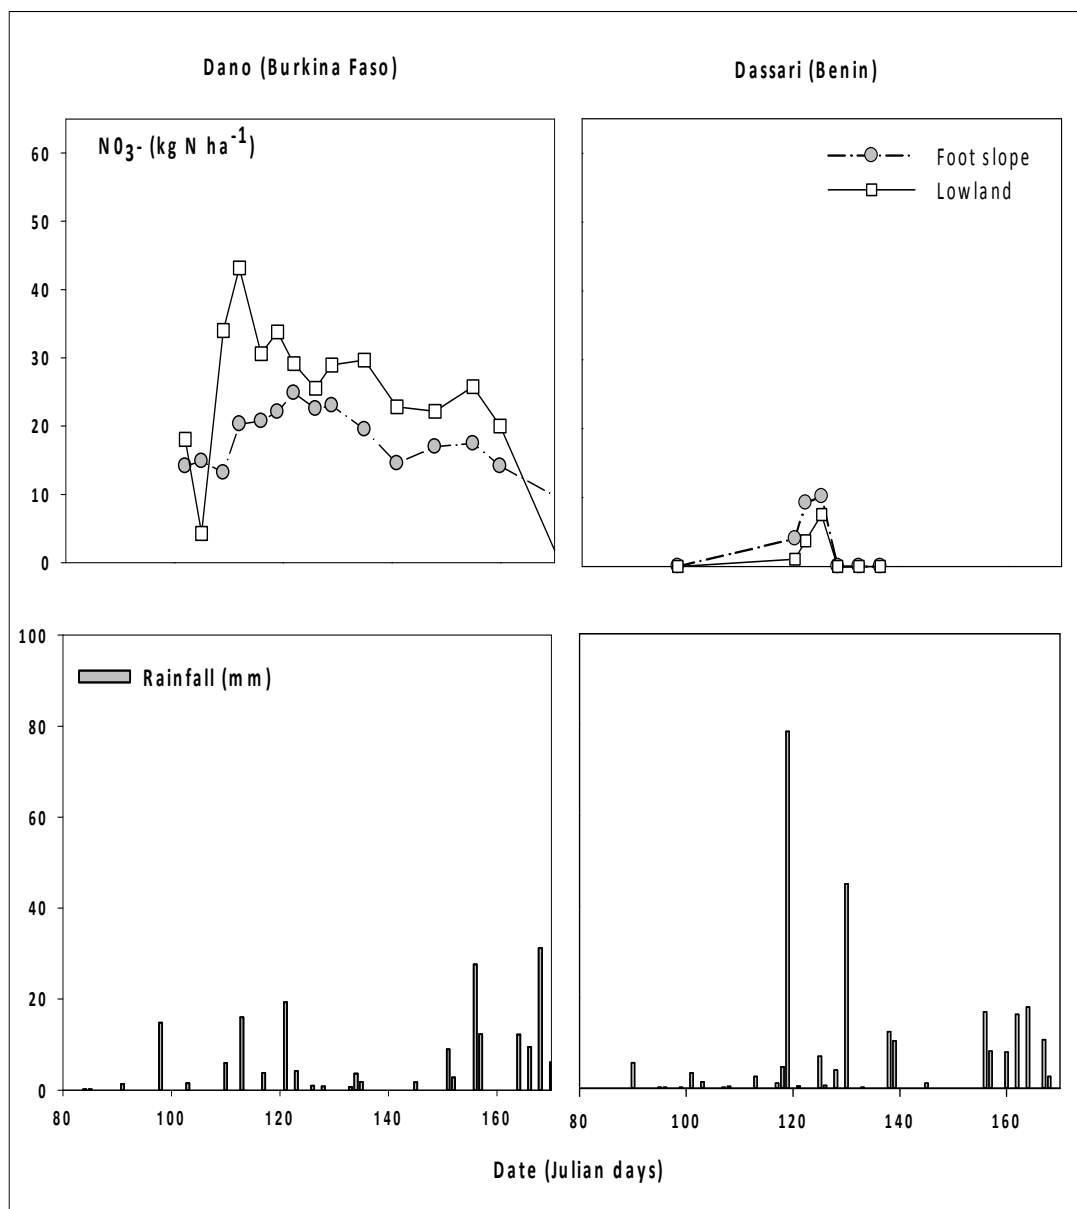 Dano (Burkina Faso)
Dassari (Benin)
NO3- (kg N ha-1)
Foot slope
Lowland
60
50
40
30
20
10
0
100
80
60
40
20
0
Rainfall (mm)
80 100 120 140 160
80 100 120 140 160
Date (Julian days)